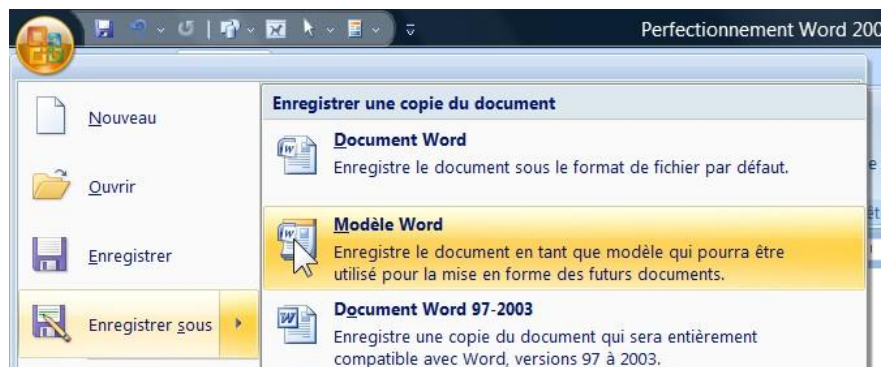 Perfectionnement Word 200
Nouveau
Ouvrir
Enregistrer
Enregistrer sous
Enregistrer une copie du document
Document Word
Enregistre le document sous le format de fichier par défaut.
Modèle Word
Enregistre le document en tant que modèle qui pourra être
utilisé pour la mise en forme des futurs documents.
Document Word 97-2003
Enregistre une copie du document qui sera entièrement
compatible avec Word, versions 97 à 2003.